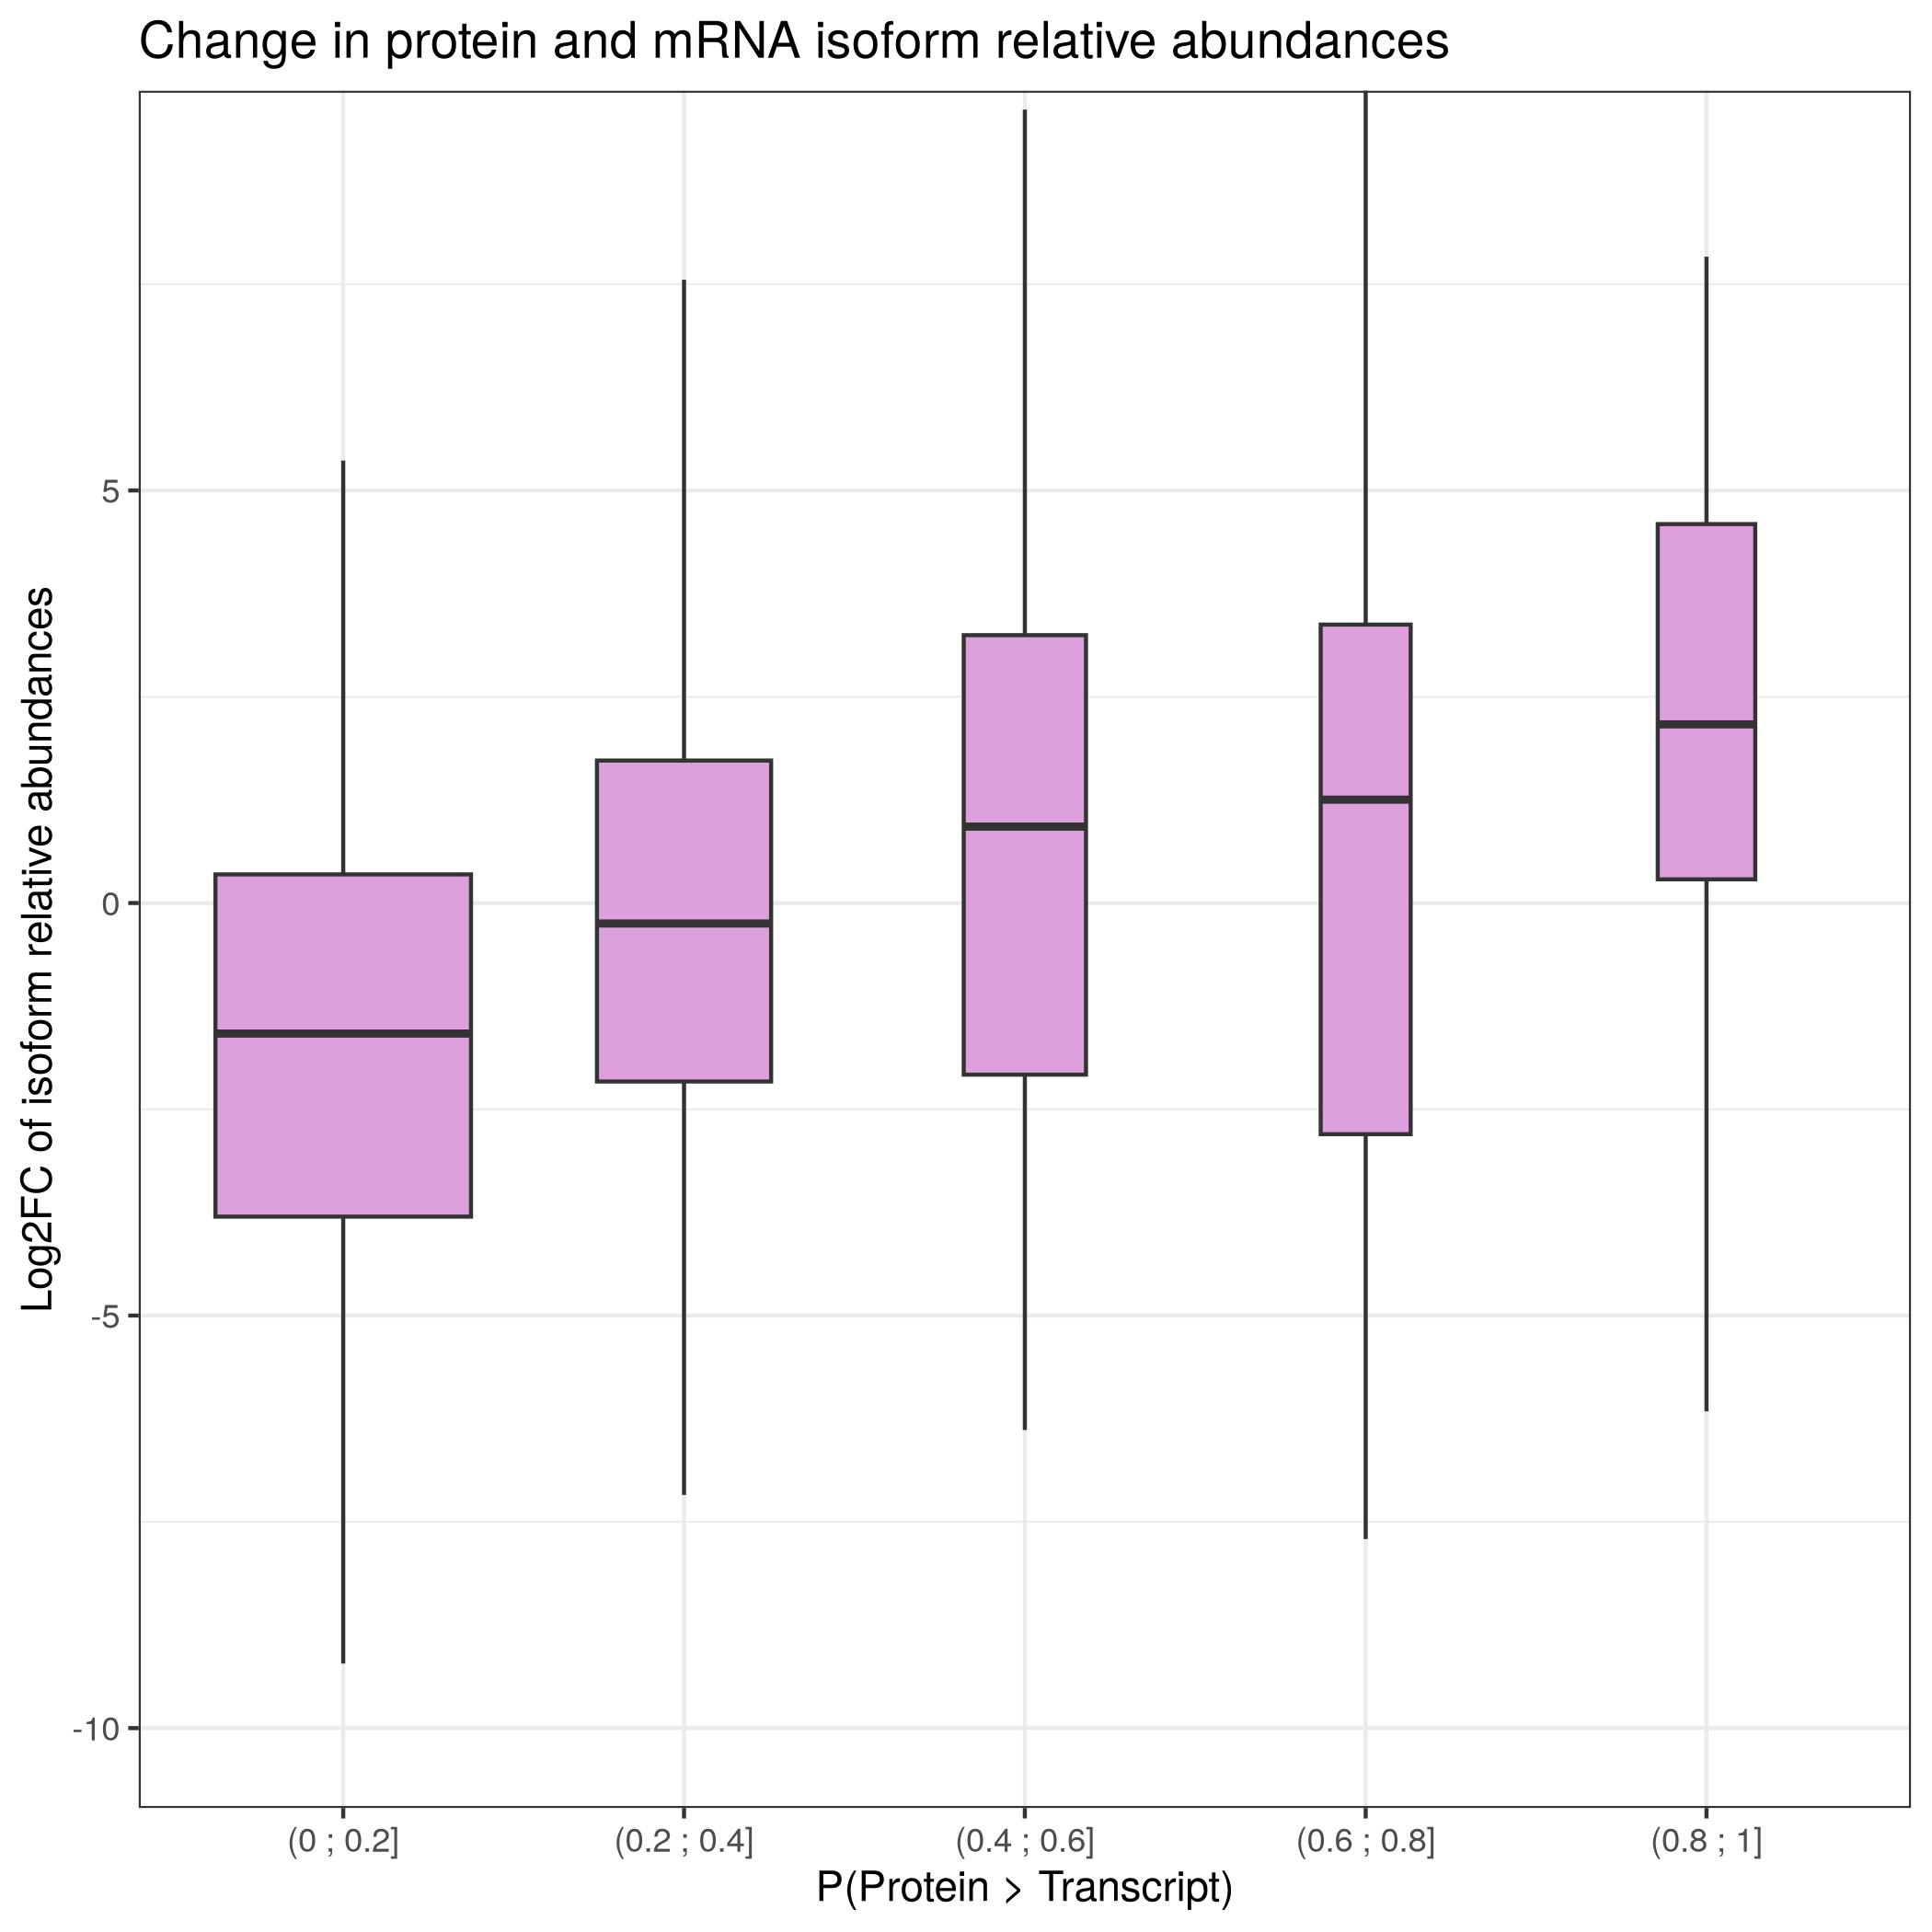 Change in protein and mRNA isoform relative abundances
Log2FC of isoform relative abundances
5
0
-5
-10
(0 ; 0.2]
(0.2 ; 0.4]
(0.4 ; 0.6]
(0.6 ; 0.8]
(0.8 ; 1]
P(Protein > Transcript)